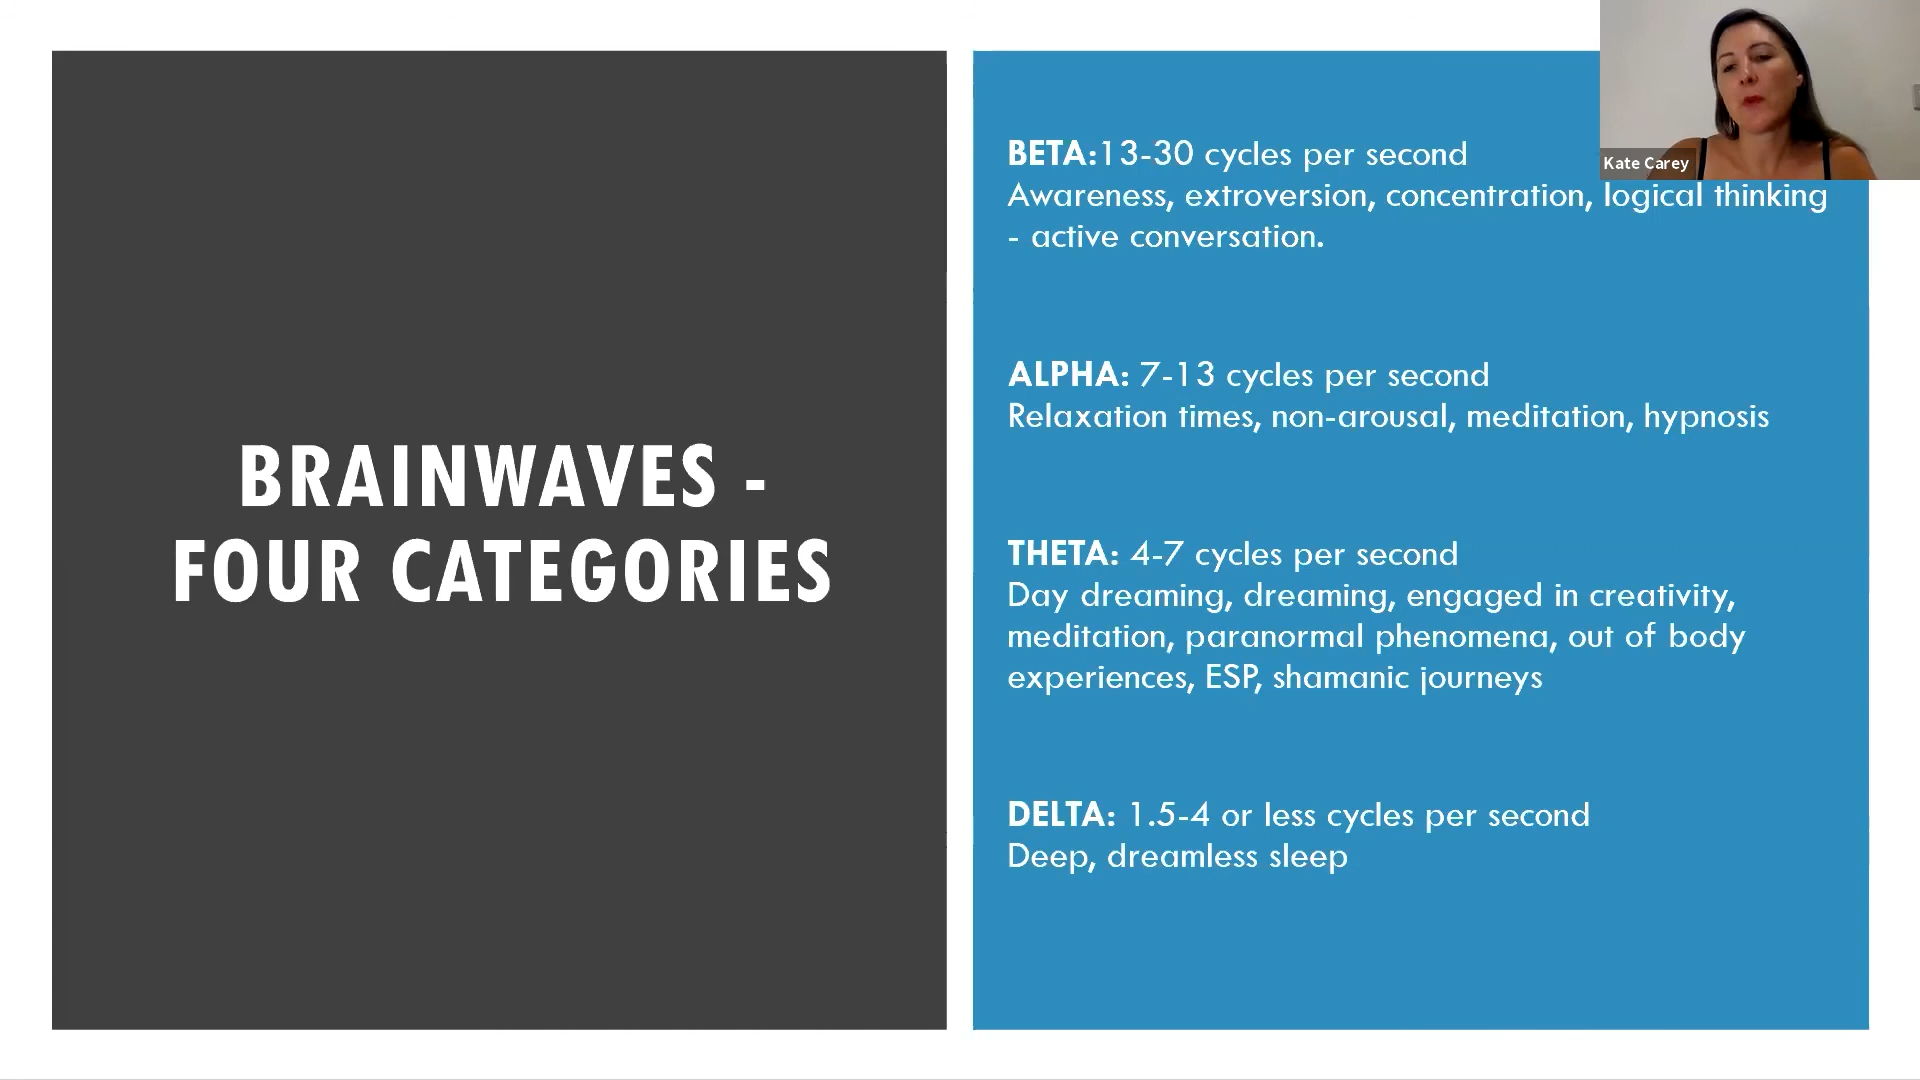 BRAINWAVES -
FOUR CATEGORIES
BETA:13-30 cycles per second
Awareness, extroversion, concentration, logical thinking
- active conversation.
ALPHA: 7-13 cycles per second
Relaxation times, non-arousal, meditation, hypnosis
THETA: 4-7 cycles per second
Day dreaming, dreaming, engaged in creativity,
meditation, paranormal phenomena, out of body
experiences, ESP, shamanic journeys
DELTA: 1.5-4 or less cycles per second
Deep, dreamless sleep
Kate Carey